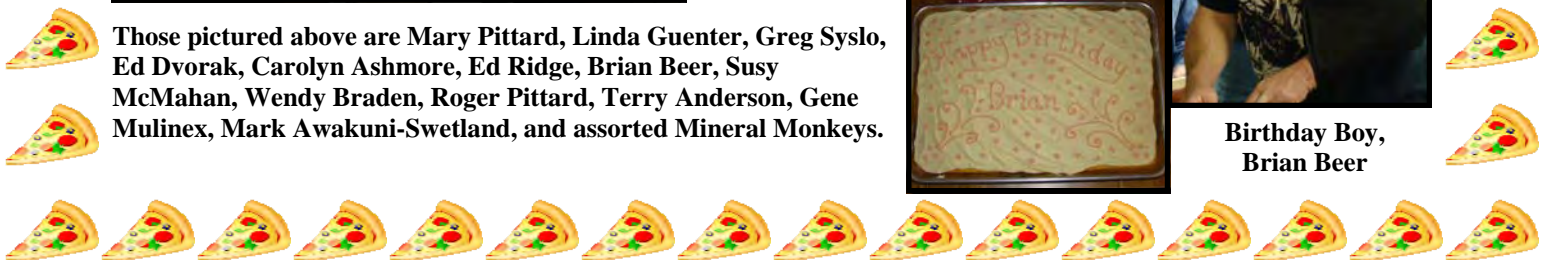 Those pictured above are Mary Pittard, Linda Guenter, Greg Syslo,
Ed Dvorak, Carolyn Ashmore, Ed Ridge, Brian Beer, Susy
McMahan, Wendy Braden, Roger Pittard, Terry Anderson, Gene
Mulinex, Mark Awakuni-Swetland, and assorted Mineral Monkeys.
Happy Birthday
Brian
Birthday Boy,
Brian Beer